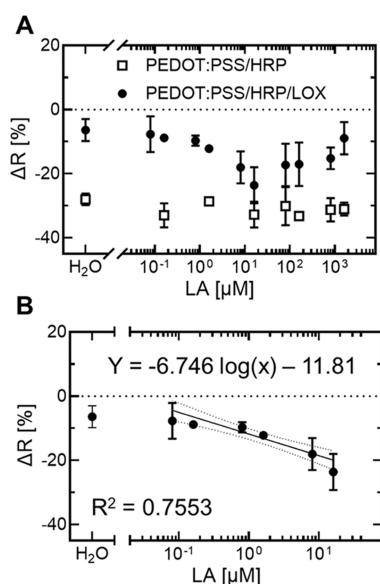 A
20
PEDOT:PSS/HRP
PEDOT:PSS/HRP/LOX
0
-20
-40
ΔR [%]
H₂O 10⁻¹ 10⁰ 10¹ 10² 10³
LA [µM]
B
20
Y = -6.746 log(x) – 11.81
0
-20
-40
ΔR [%]
R² = 0.7553
H₂O 10⁻¹ 10⁰ 10¹
LA [µM]